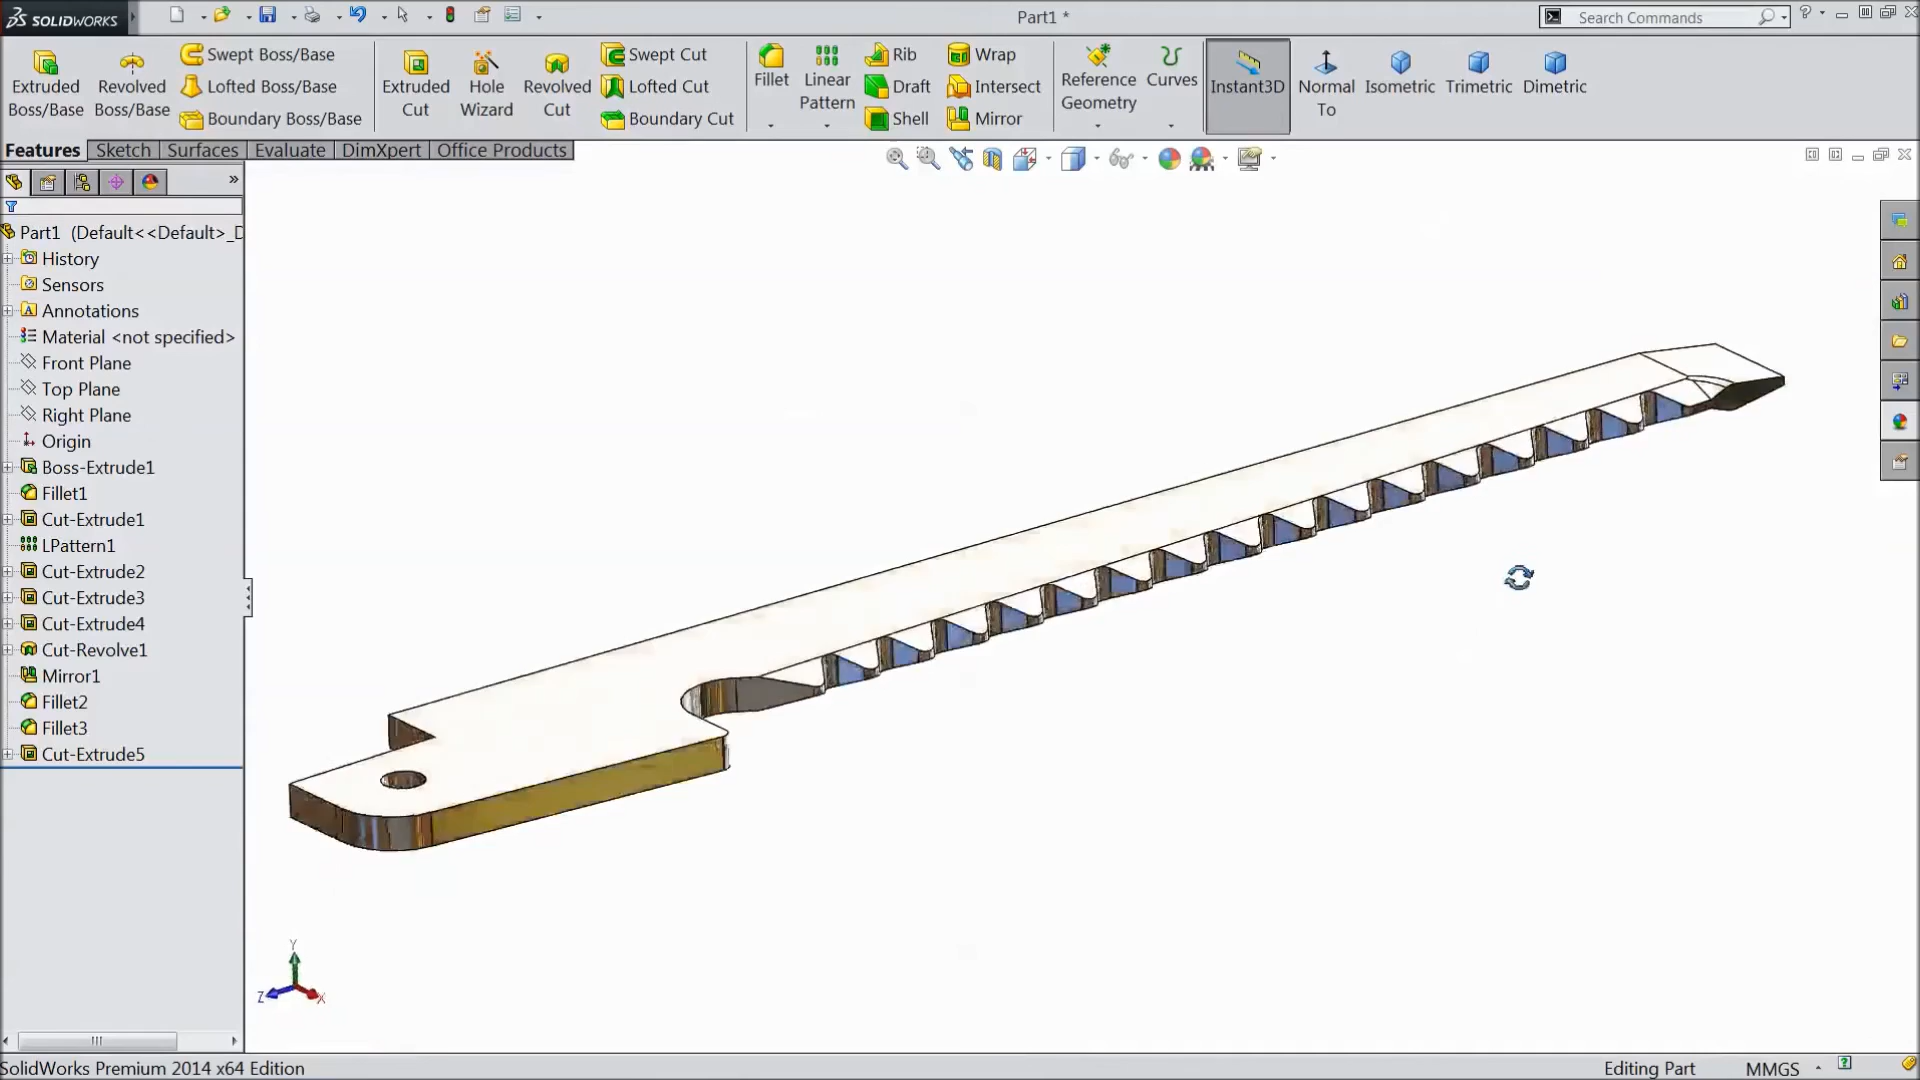 SOLIDWORKS
Part1 *
Search Commands
?
Extruded
Boss/Base
Revolved
Boss/Base
Swept Boss/Base
Lofted Boss/Base
Boundary Boss/Base
Extruded
Cut
Hole
Wizard
Revolved
Cut
Swept Cut
Lofted Cut
Boundary Cut
Fillet
Linear
Pattern
Rib
Draft
Shell
Wrap
Intersect
Mirror
Reference
Geometry
Curves
Instant3D
Normal
To
Isometric
Trimetric
Dimetric
Features
Sketch
Surfaces
Evaluate
DimXpert
Office Products
»
Part1 (Default<<Default>_D
History
Sensors
Annotations
Material <not specified>
Front Plane
Top Plane
Right Plane
Origin
Boss-Extrude1
Fillet1
Cut-Extrude1
LPattern1
Cut-Extrude2
Cut-Extrude3
Cut-Extrude4
Cut-Revolve1
Mirror1
Fillet2
Fillet3
Cut-Extrude5
Y
Z
X
SolidWorks Premium 2014 x64 Edition
Editing Part
MMGS
?